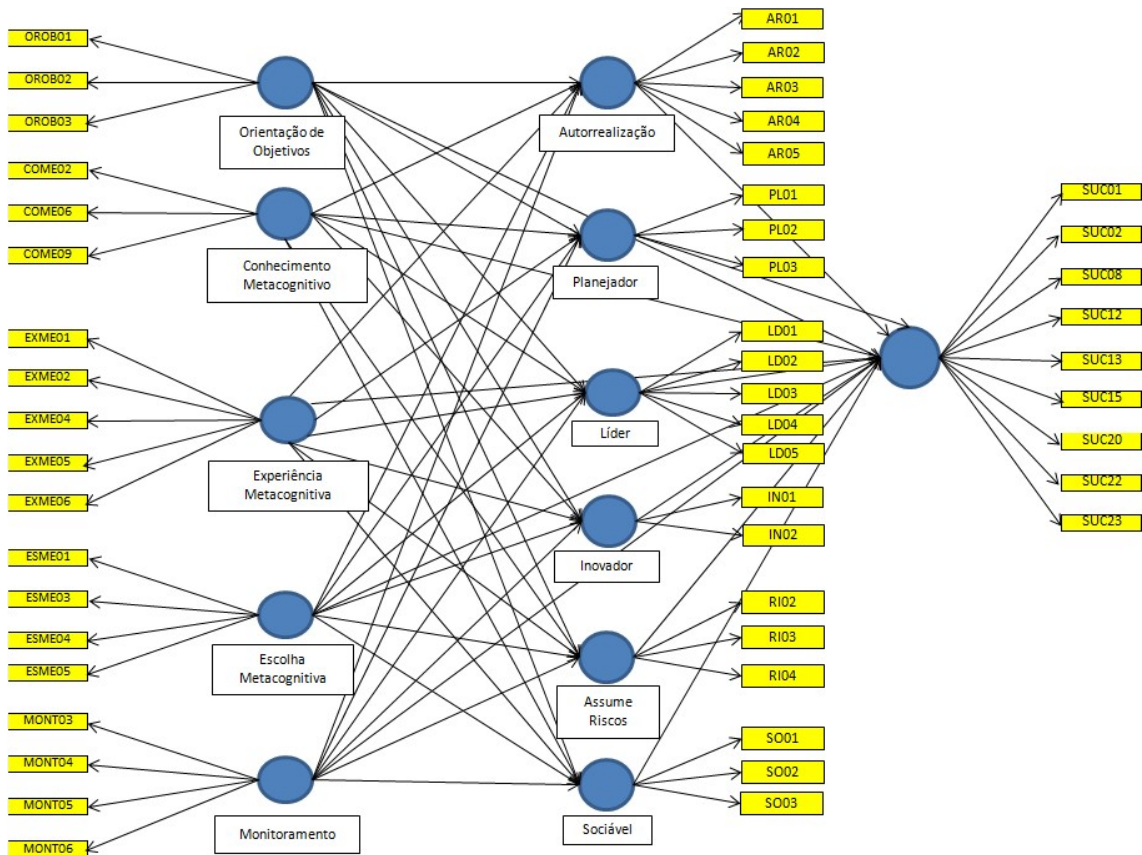 OROB01
OROB02
OROB03
COME02
COME06
COME09
EXME01
EXME02
EXME04
EXME05
EXME06
ESME01
ESME03
ESME04
ESME05
MONT03
MONT04
MONT05
MONT06
Orientação de
Objetivos
Conhecimento
Metacognitivo
Experiência
Metacognitiva
Escolha
Metacognitiva
Monitoramento
Autorrealização
Planejador
Líder
Inovador
Assume
Riscos
Sociável
AR01
AR02
AR03
AR04
AR05
PL01
PL02
PL03
LD01
LD02
LD03
LD04
LD05
IN01
IN02
RI02
RI03
RI04
SO01
SO02
SO03
SUC01
SUC02
SUC08
SUC12
SUC13
SUC15
SUC20
SUC22
SUC23